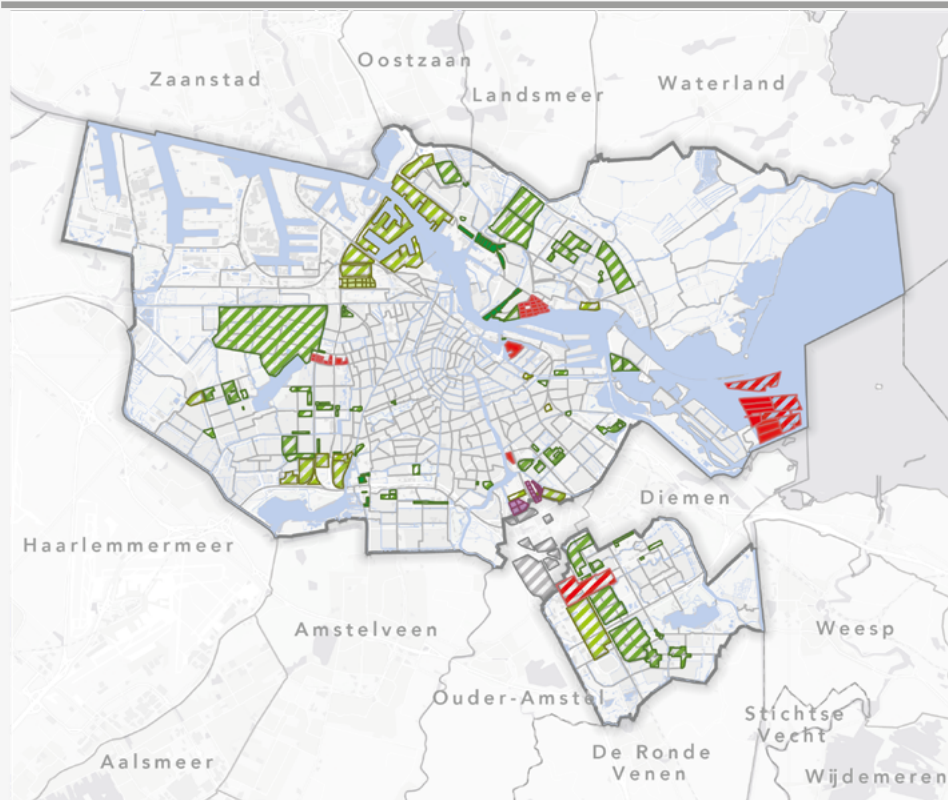 Oostzaan
Zaanstad
Waterland
Landsmeer
Diemen
Haarlemmermeer
Amstelveen
Weesp
Ouder-Amstel
Stichtse
Vecht
De Ronde
Venen
Aalsmeer
Wijdemeren